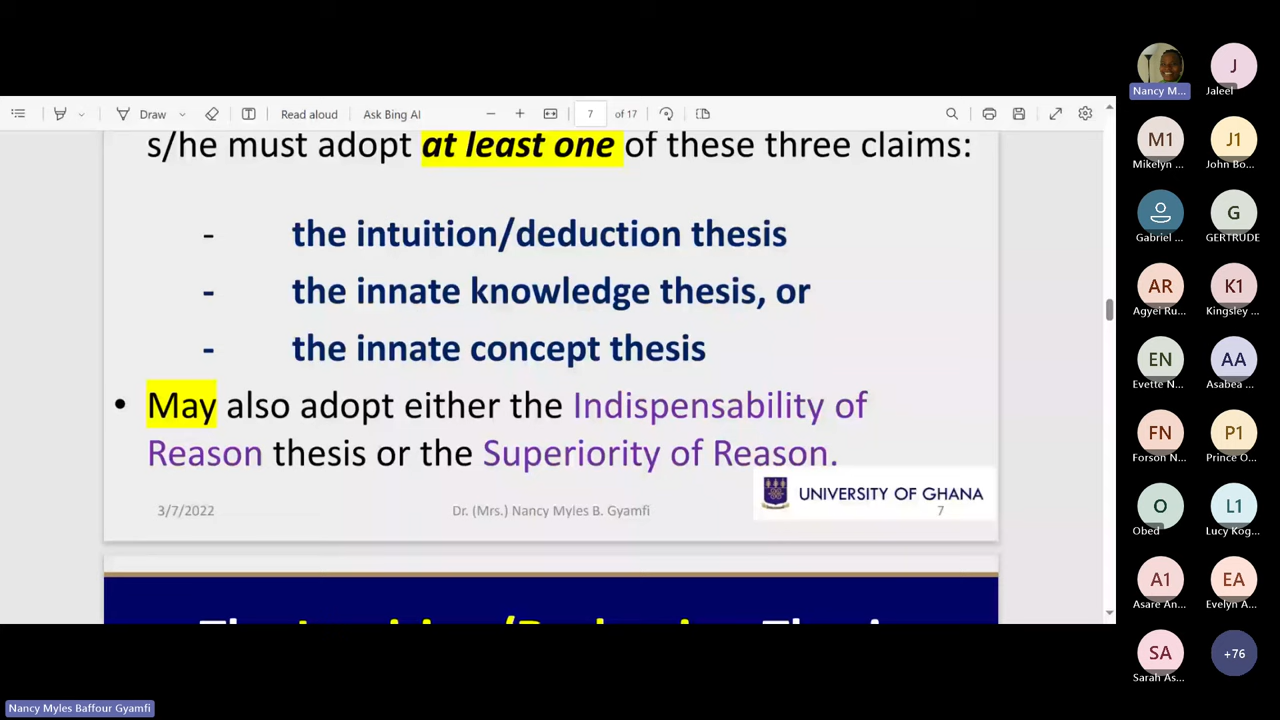 Draw
Read aloud
Ask Bing AI
7
of 17
s/he must adopt at least one of these three claims:
- the intuition/deduction thesis
- the innate knowledge thesis, or
- the innate concept thesis
• May also adopt either the Indispensability of
Reason thesis or the Superiority of Reason.
UNIVERSITY OF GHANA
3/7/2022
Dr. (Mrs.) Nancy Myles B. Gyamfi
7
Nancy M...
J
Jaleel
M1
Mikelyn ...
J1
John Bo...
Gabriel ...
G
GERTRUDE
AR
Agyei Ru...
K1
Kingsley ...
EN
Evette N...
AA
Asabea ...
FN
Forson N...
P1
Prince O...
O
Obed
L1
Lucy Kog...
A1
Asare An...
EA
Evelyn A...
SA
Sarah As...
+76
Nancy Myles Baffour Gyamfi